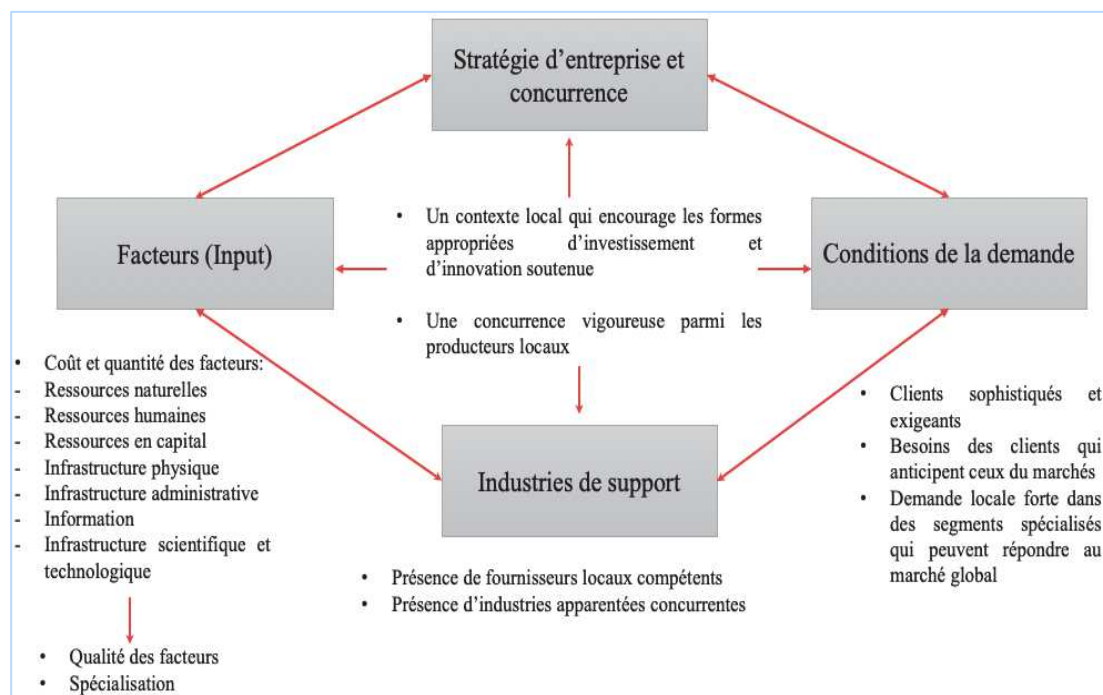 Stratégie d’entreprise et
concurrence
Facteurs (Input)
• Un contexte local qui encourage les formes
appropriées d’investissement et
d’innovation soutenue
• Une concurrence vigoureuse parmi les
producteurs locaux
Conditions de la demande
• Coût et quantité des facteurs:
- Ressources naturelles
- Ressources humaines
- Ressources en capital
- Infrastructure physique
- Infrastructure administrative
- Information
- Infrastructure scientifique et
technologique
• Qualité des facteurs
• Spécialisation
Industries de support
• Présence de fournisseurs locaux compétents
• Présence d’industries apparentées concurrentes
• Clients sophistiqués et
exigeants
• Besoins des clients qui
anticipent ceux du marchés
• Demande locale forte dans
des segments spécialisés
qui peuvent répondre au
marché global